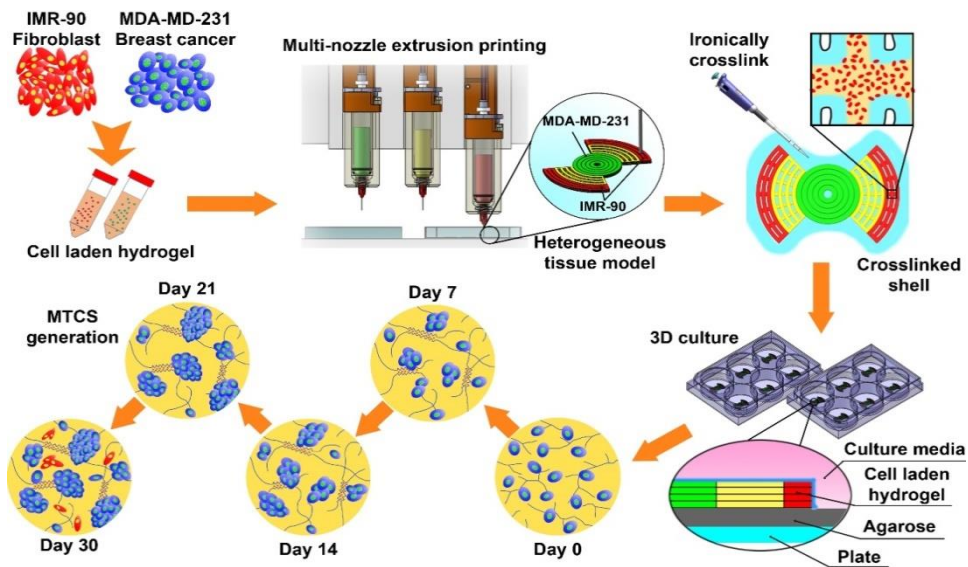 IMR-90
Fibroblast
MDA-MD-231
Breast cancer
Cell laden hydrogel
Multi-nozzle extrusion printing
MDA-MD-231
IMR-90
Heterogeneous
tissue model
Ironically
crosslink
Crosslinked
shell
3D culture
Culture media
Cell laden
hydrogel
Agarose
Plate
Day 0
Day 7
Day 14
Day 21
MTCS
generation
Day 30